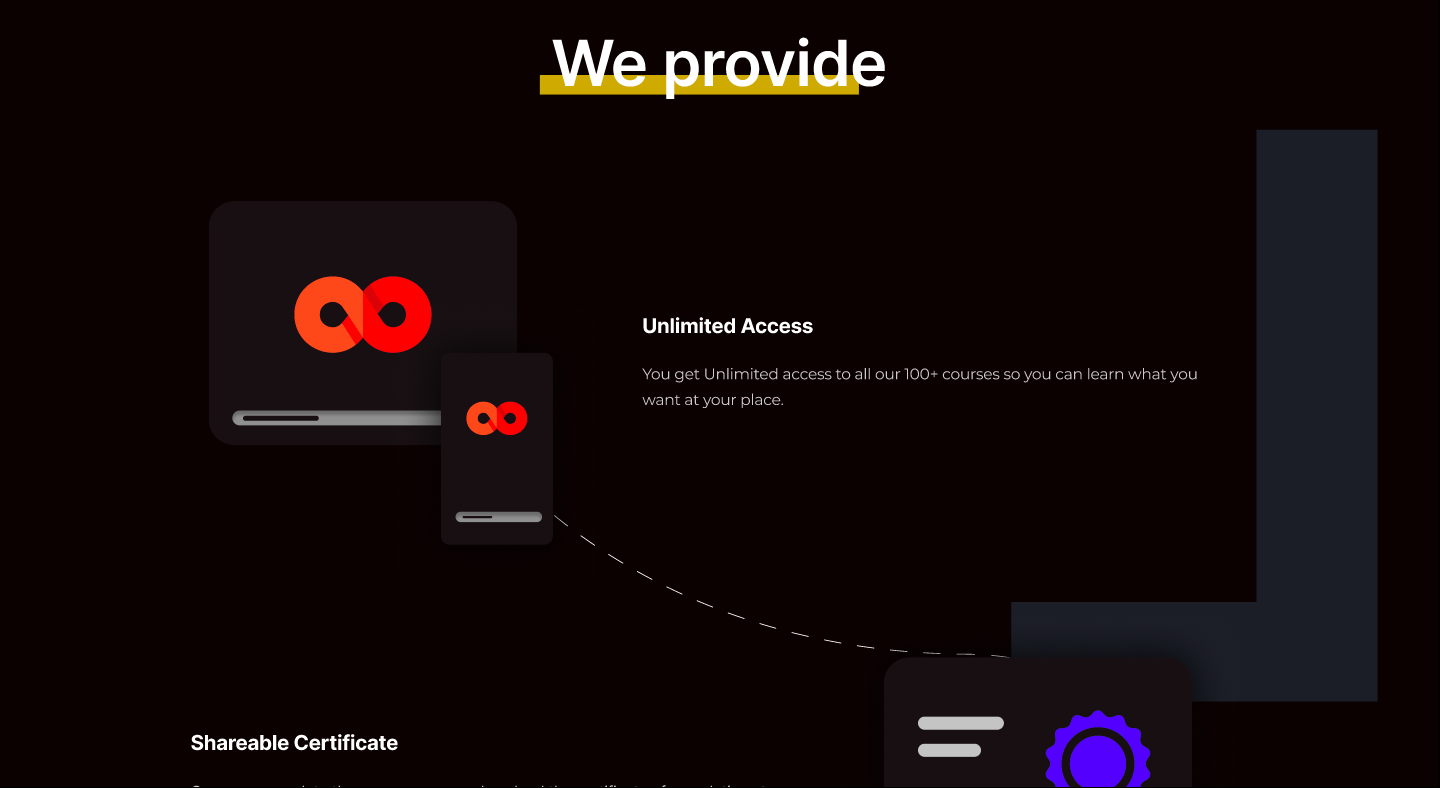 We provide
Unlimited Access
You get Unlimited access to all our 100+ courses so you can learn what you
want at your place.
Shareable Certificate